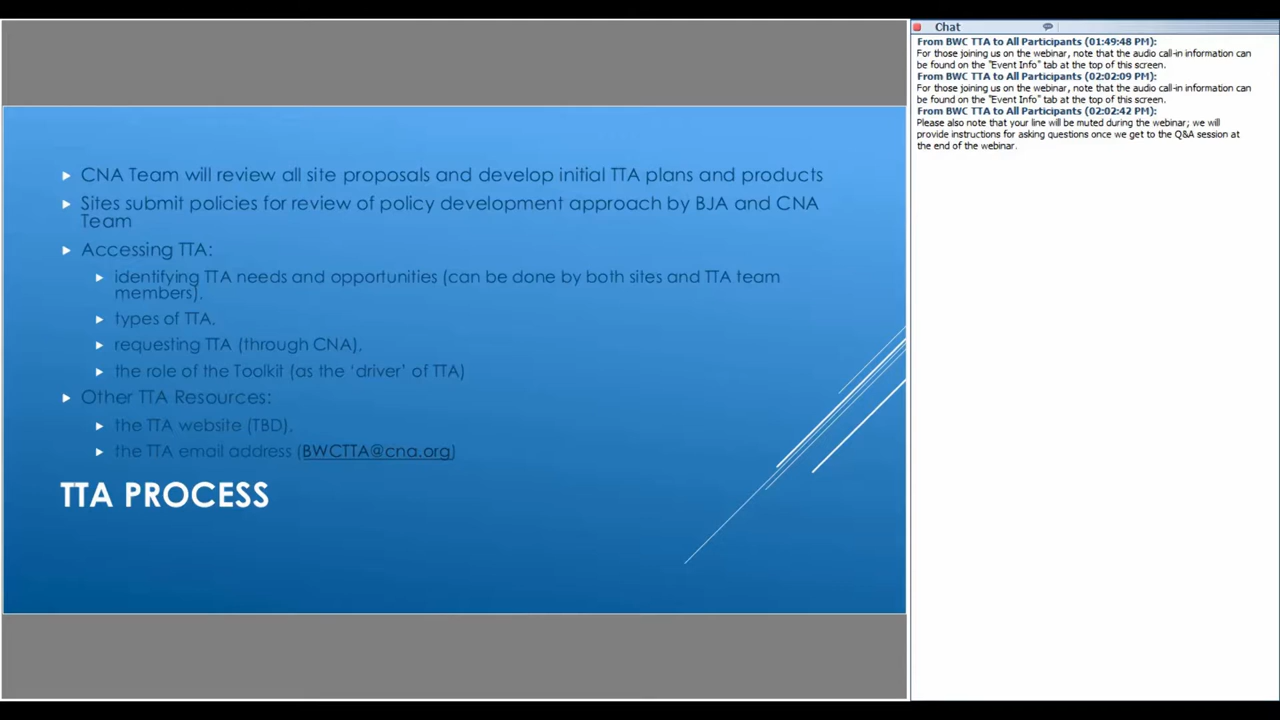 CNA Team will review all site proposals and develop initial TTA plans and products
Sites submit policies for review of policy development approach by BJA and CNA
Team
Accessing TTA:
identifying TTA needs and opportunities (can be done by both sites and TTA team
members),
types of TTA,
requesting TTA (through CNA),
the role of the Toolkit (as the ‘driver’ of TTA)
Other TTA Resources:
the TTA website (TBD),
the TTA email address (BWCTTA@cna.org)
TTA PROCESS
Chat
From BWC TTA to All Participants (01:49:48 PM):
For those joining us on the webinar, note that the audio call-in information can
be found on the "Event Info" tab at the top of this screen.
From BWC TTA to All Participants (02:02:09 PM):
For those joining us on the webinar, note that the audio call-in information can
be found on the "Event Info" tab at the top of this screen.
From BWC TTA to All Participants (02:02:42 PM):
Please also note that your line will be muted during the webinar; we will
provide instructions for asking questions once we get to the Q&A session at
the end of the webinar.